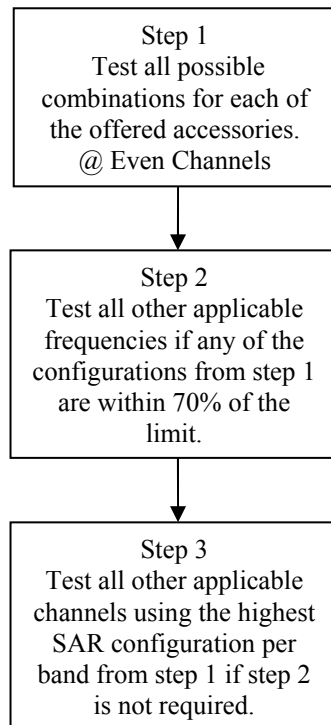 Step 1
Test all possible
combinations for each of
the offered accessories.
@ Even Channels
Step 2
Test all other applicable
frequencies if any of the
configurations from step 1
are within 70% of the
limit.
Step 3
Test all other applicable
channels using the highest
SAR configuration per
band from step 1 if step 2
is not required.